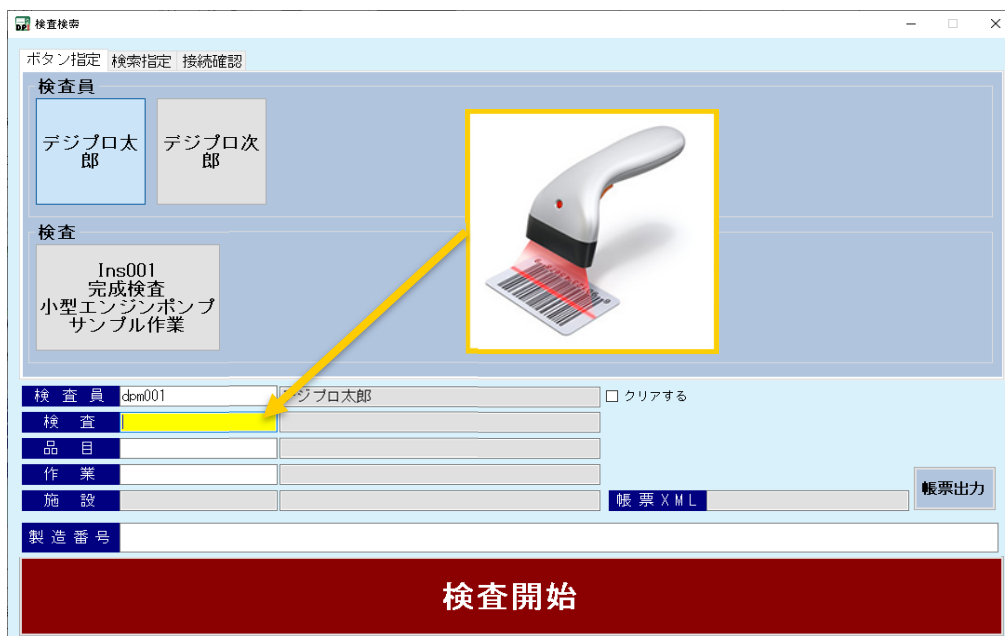 DP
検査検索
ボタン指定 検索指定 接続確認
検査員
デジプロ太
郎
デジプロ次
郎
検査
Ins001
完成検査
小型エンジンポンプ
サンプル作業
検査員 dpm001 デジプロ太郎 クリアする
検査
品目
作業
施設 帳票XML 帳票出力
製造番号
検査開始